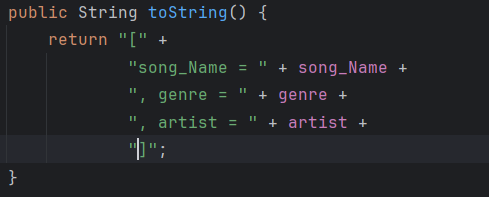 public String toString() {
return "[" +
"song_Name = " + song_Name +
", genre = " + genre +
", artist = " + artist +
"]";
}